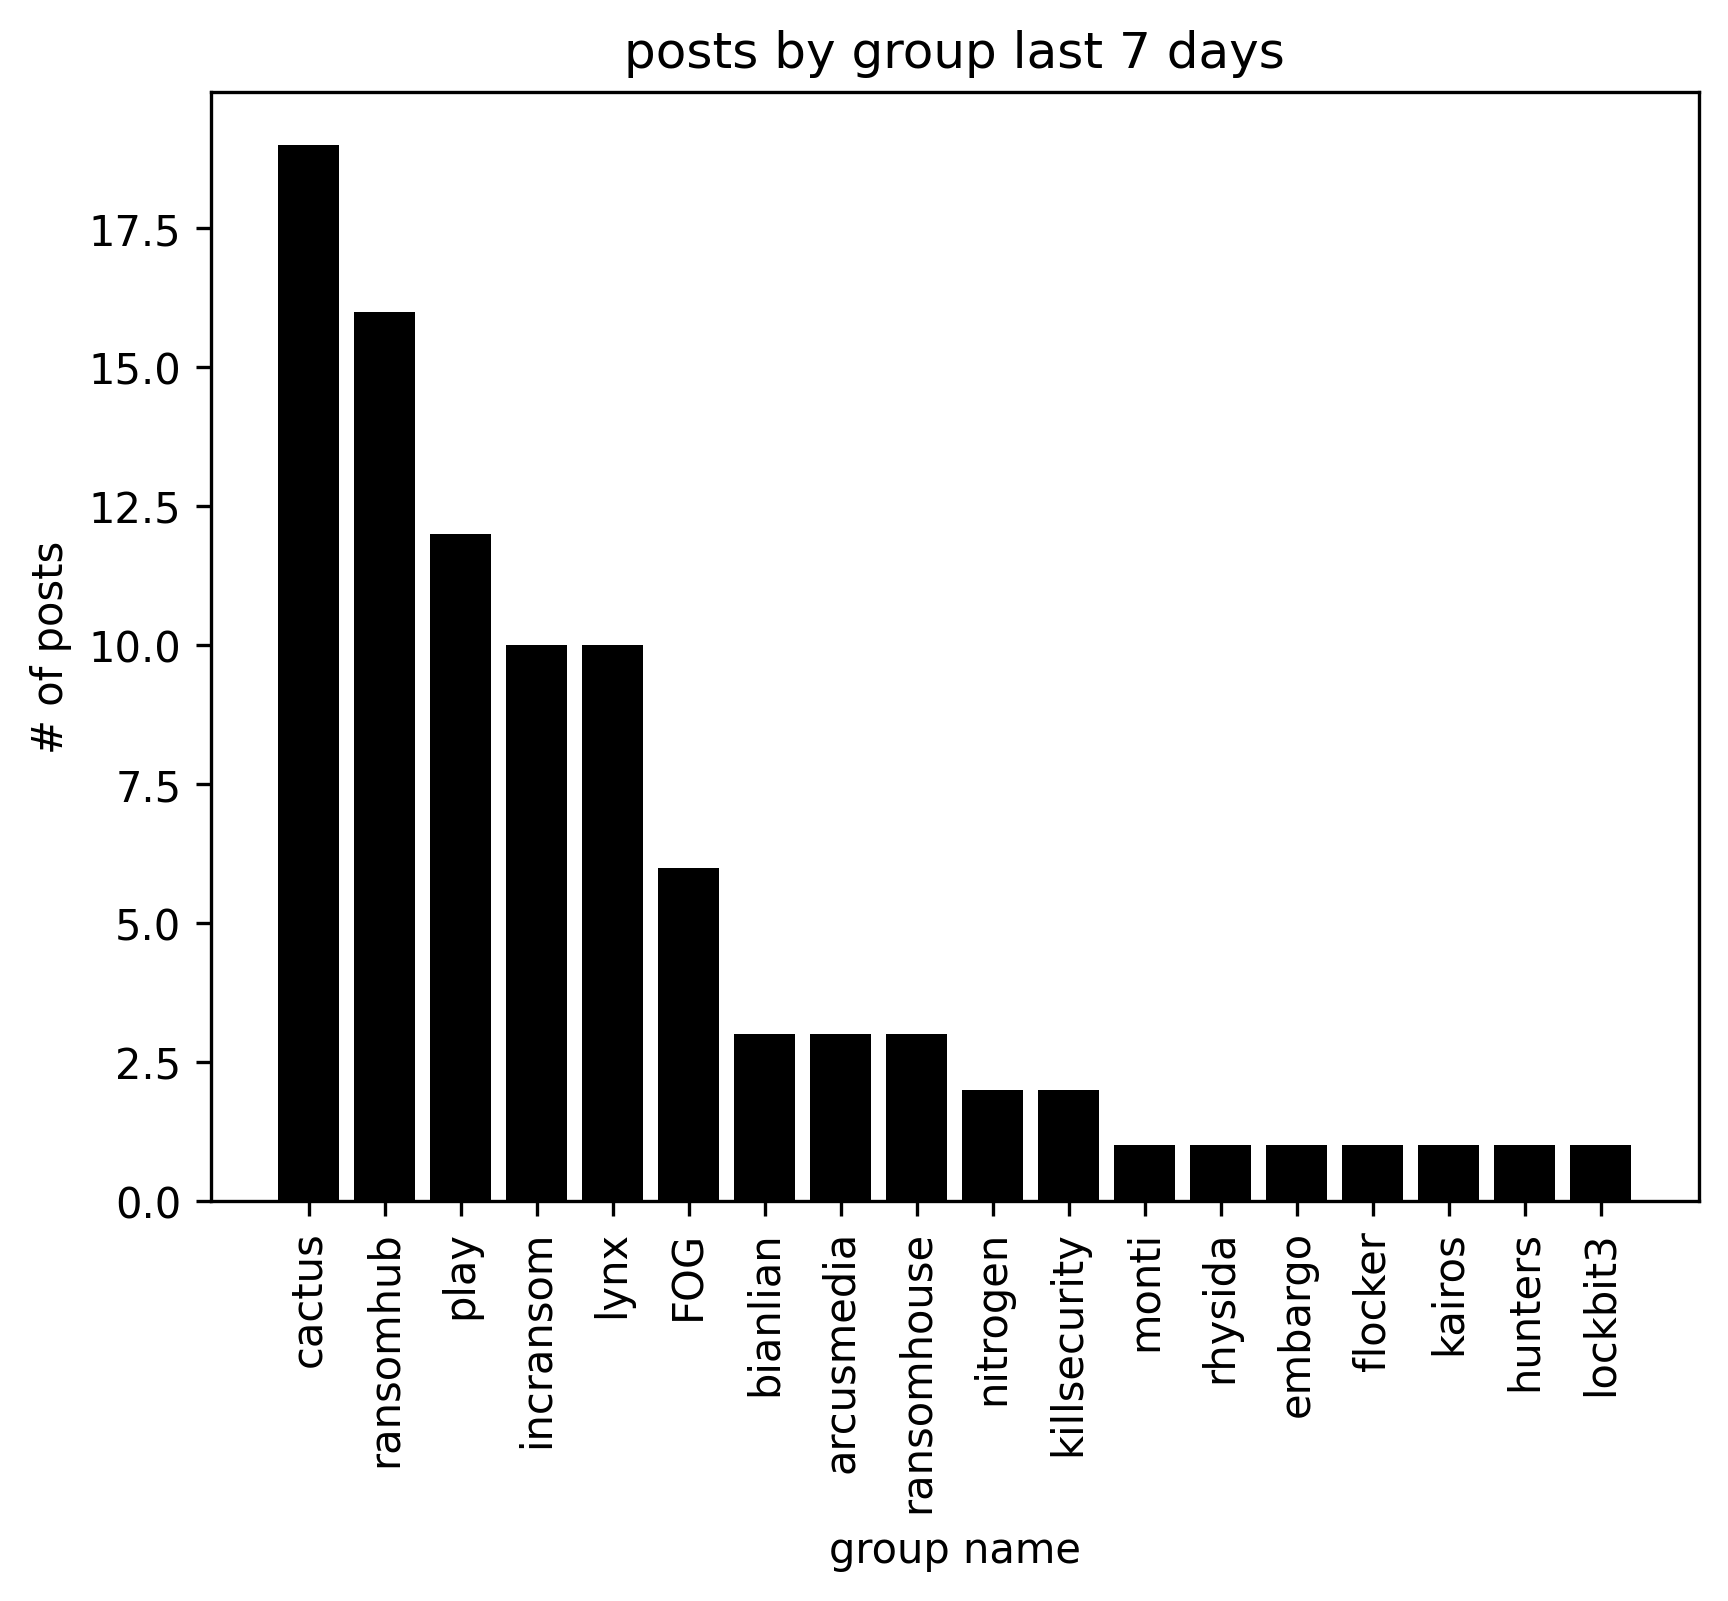 posts by group last 7 days
# of posts
17.5
15.0
12.5
10.0
7.5
5.0
2.5
0.0
cactus
ransomhub
play
incransom
lynx
FOG
bianlian
arcusmedia
ransomhouse
nitrogen
killsecurity
monti
rhysida
embargo
flocker
kairos
hunters
lockbit3
group name